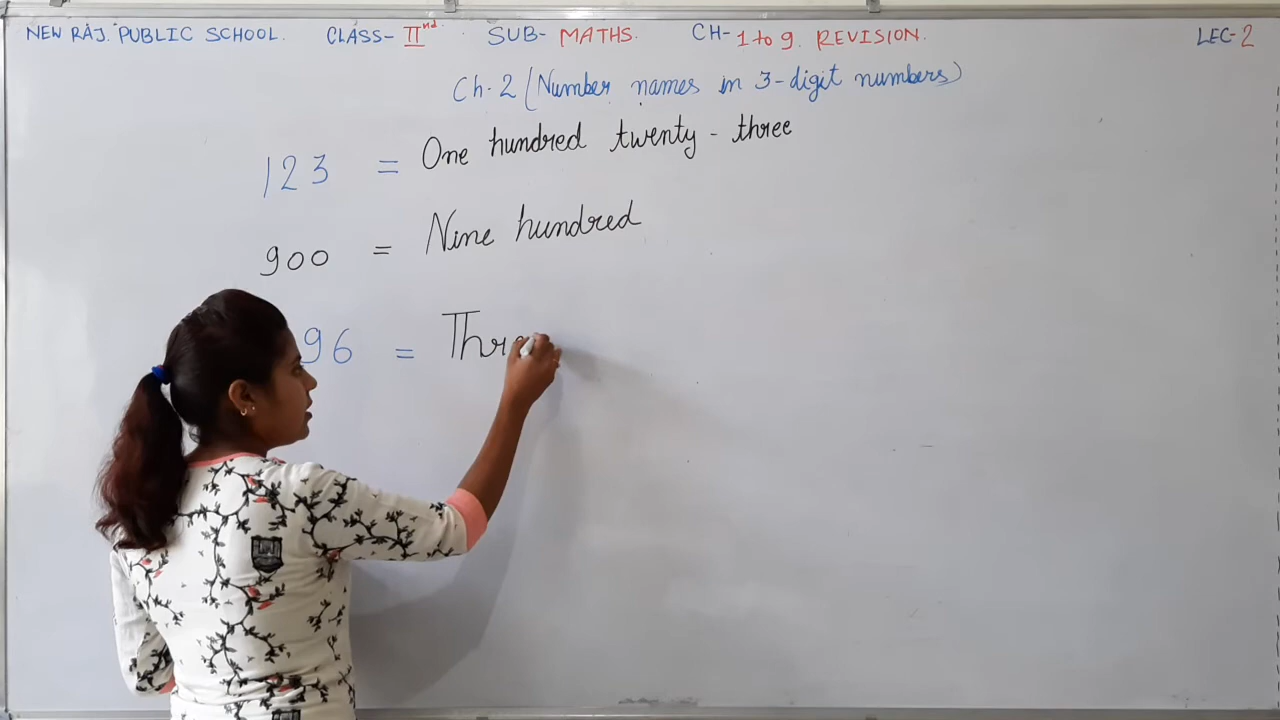 NEW RAJ. PUBLIC SCHOOL. CLASS- IInd SUB- MATHS. CH- 1 to 9. REVISION. LEC-2
Ch. 2 (Number names in 3-digit numbers)
123 = One hundred twenty-three
900 = Nine hundred
96 = Thre